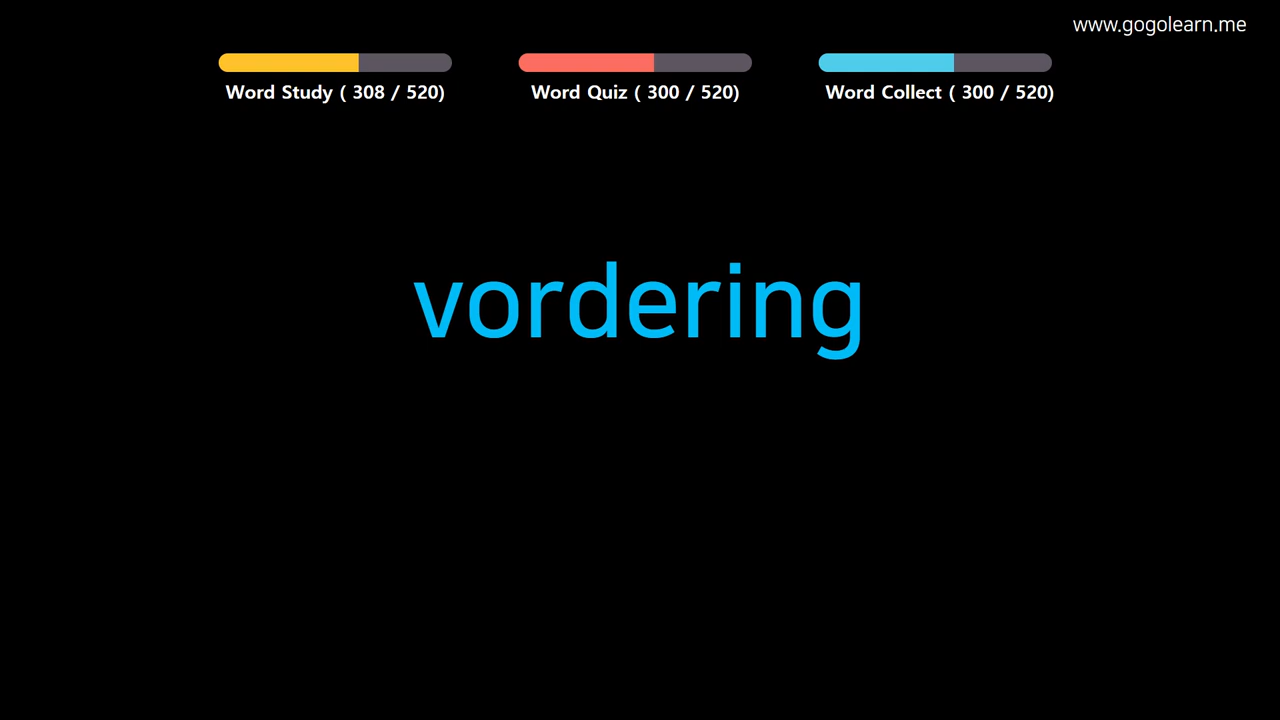 www.gogolearn.me
Word Study ( 308 / 520)
Word Quiz ( 300 / 520)
Word Collect ( 300 / 520)
vordering